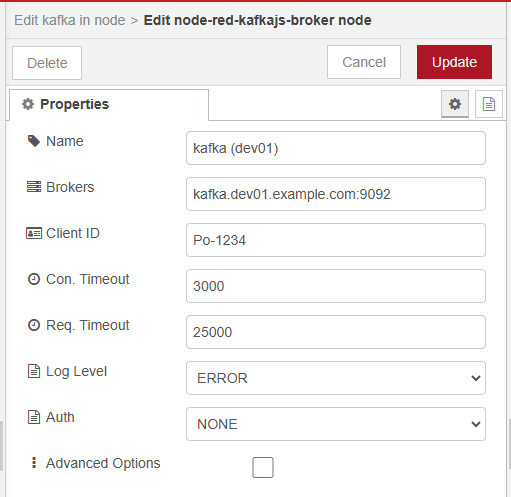 Edit kafka in node > Edit node-red-kafkajs-broker node
Delete Cancel Update
Properties
Name kafka (dev01)
Brokers kafka.dev01.example.com:9092
Client ID Po-1234
Con. Timeout 3000
Req. Timeout 25000
Log Level ERROR
Auth NONE
Advanced Options